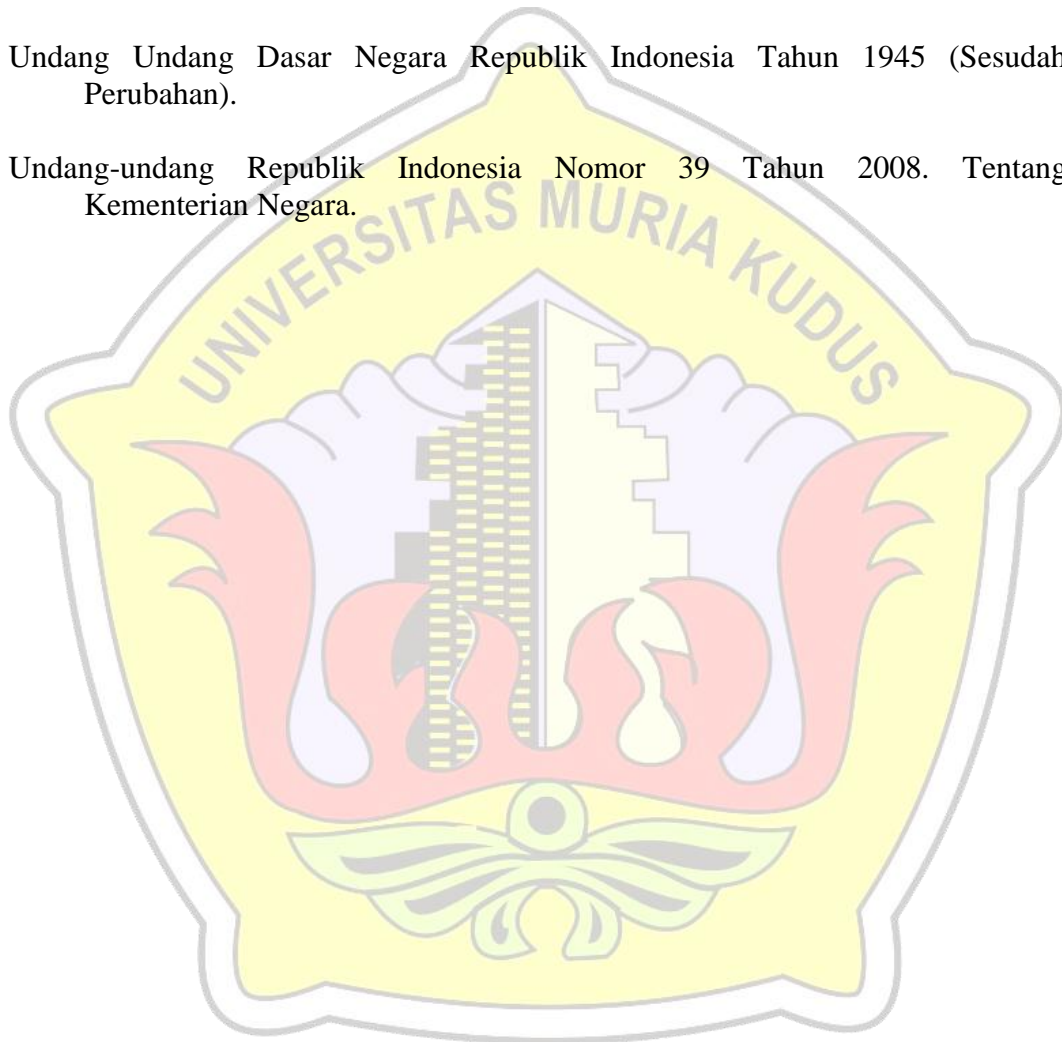 Undang Undang Dasar Negara Republik Indonesia Tahun 1945 (Sesudah
Perubahan).
Undang-undang Republik Indonesia Nomor 39 Tahun 2008. Tentang
Kementerian Negara.
UNIVERSITAS MURIA KUDUS